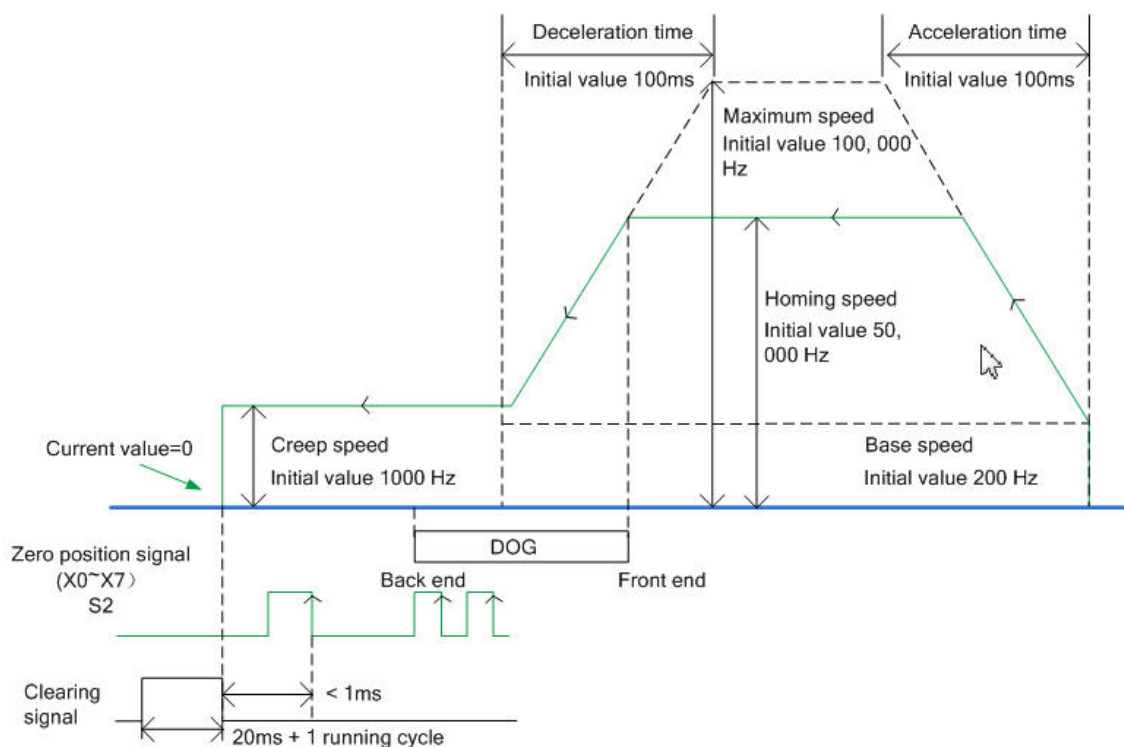 Deceleration time
Initial value 100ms
Acceleration time
Initial value 100ms
Maximum speed
Initial value 100, 000
Hz
Homing speed
Initial value 50,
000 Hz
Current value=0
Creep speed
Initial value 1000 Hz
Base speed
Initial value 200 Hz
DOG
Back end
Front end
Zero position signal
(X0~X7）
S2
Clearing
signal
< 1ms
20ms + 1 running cycle